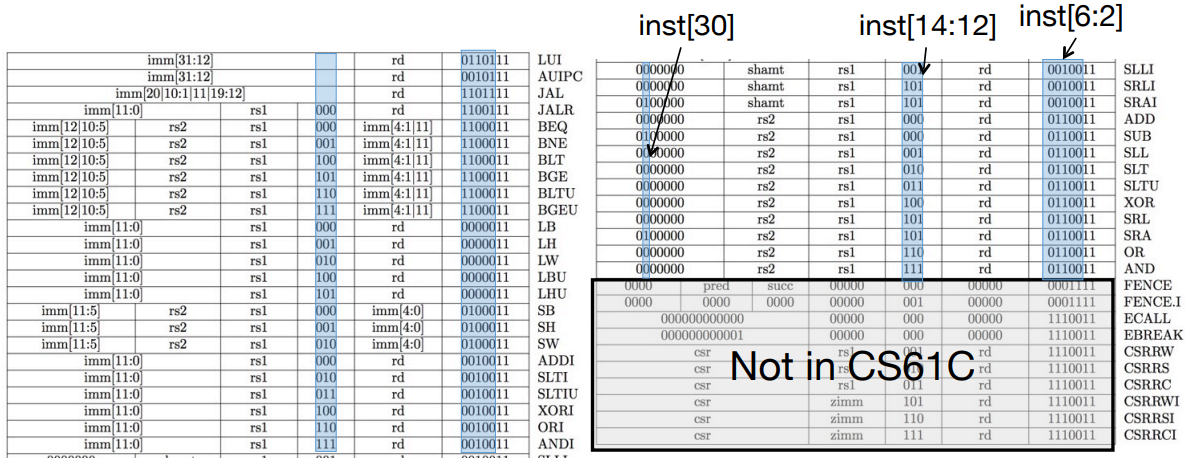 inst[30] inst[14:12] inst[6:2]
imm[31:12] rd 0110111 LUI
imm[31:12] rd 0010111 AUIPC
imm[20|10:1|11|19:12] rd 1101111 JAL
imm[11:0] rs1 000 rd 1100111 JALR
imm[12|10:5] rs2 rs1 000 imm[4:1|11] 1100011 BEQ
imm[12|10:5] rs2 rs1 001 imm[4:1|11] 1100011 BNE
imm[12|10:5] rs2 rs1 100 imm[4:1|11] 1100011 BLT
imm[12|10:5] rs2 rs1 101 imm[4:1|11] 1100011 BGE
imm[12|10:5] rs2 rs1 110 imm[4:1|11] 1100011 BLTU
imm[12|10:5] rs2 rs1 111 imm[4:1|11] 1100011 BGEU
imm[11:0] rs1 000 rd 0000011 LB
imm[11:0] rs1 001 rd 0000011 LH
imm[11:0] rs1 010 rd 0000011 LW
imm[11:0] rs1 100 rd 0000011 LBU
imm[11:0] rs1 101 rd 0000011 LHU
imm[11:5] rs2 rs1 000 imm[4:0] 0100011 SB
imm[11:5] rs2 rs1 001 imm[4:0] 0100011 SH
imm[11:5] rs2 rs1 010 imm[4:0] 0100011 SW
imm[11:0] rs1 000 rd 0010011 ADDI
imm[11:0] rs1 010 rd 0010011 SLTI
imm[11:0] rs1 011 rd 0010011 SLTIU
imm[11:0] rs1 100 rd 0010011 XORI
imm[11:0] rs1 110 rd 0010011 ORI
imm[11:0] rs1 111 rd 0010011 ANDI
0000000 shamt rs1 001 rd 0010011 SLLI
0000000 shamt rs1 101 rd 0010011 SRLI
0100000 shamt rs1 101 rd 0010011 SRAI
0000000 rs2 rs1 000 rd 0110011 ADD
0100000 rs2 rs1 000 rd 0110011 SUB
0000000 rs2 rs1 001 rd 0110011 SLL
0000000 rs2 rs1 010 rd 0110011 SLT
0000000 rs2 rs1 011 rd 0110011 SLTU
0000000 rs2 rs1 100 rd 0110011 XOR
0000000 rs2 rs1 101 rd 0110011 SRL
0100000 rs2 rs1 101 rd 0110011 SRA
0000000 rs2 rs1 110 rd 0110011 OR
0000000 rs2 rs1 111 rd 0110011 AND
0000 pred succ 00000 000 00000 0001111 FENCE
0000 0000 0000 00000 001 00000 0001111 FENCE.I
000000000000 00000 000 00000 1110011 ECALL
000000000001 00000 000 00000 1110011 EBREAK
csr rs1 001 rd 1110011 CSRRW
Not in CS61C
csr rd 1110011 CSRRS
csr rs1 011 rd 1110011 CSRRC
csr zimm 101 rd 1110011 CSRRWI
csr zimm 110 rd 1110011 CSRRSI
csr zimm 111 rd 1110011 CSRRCI